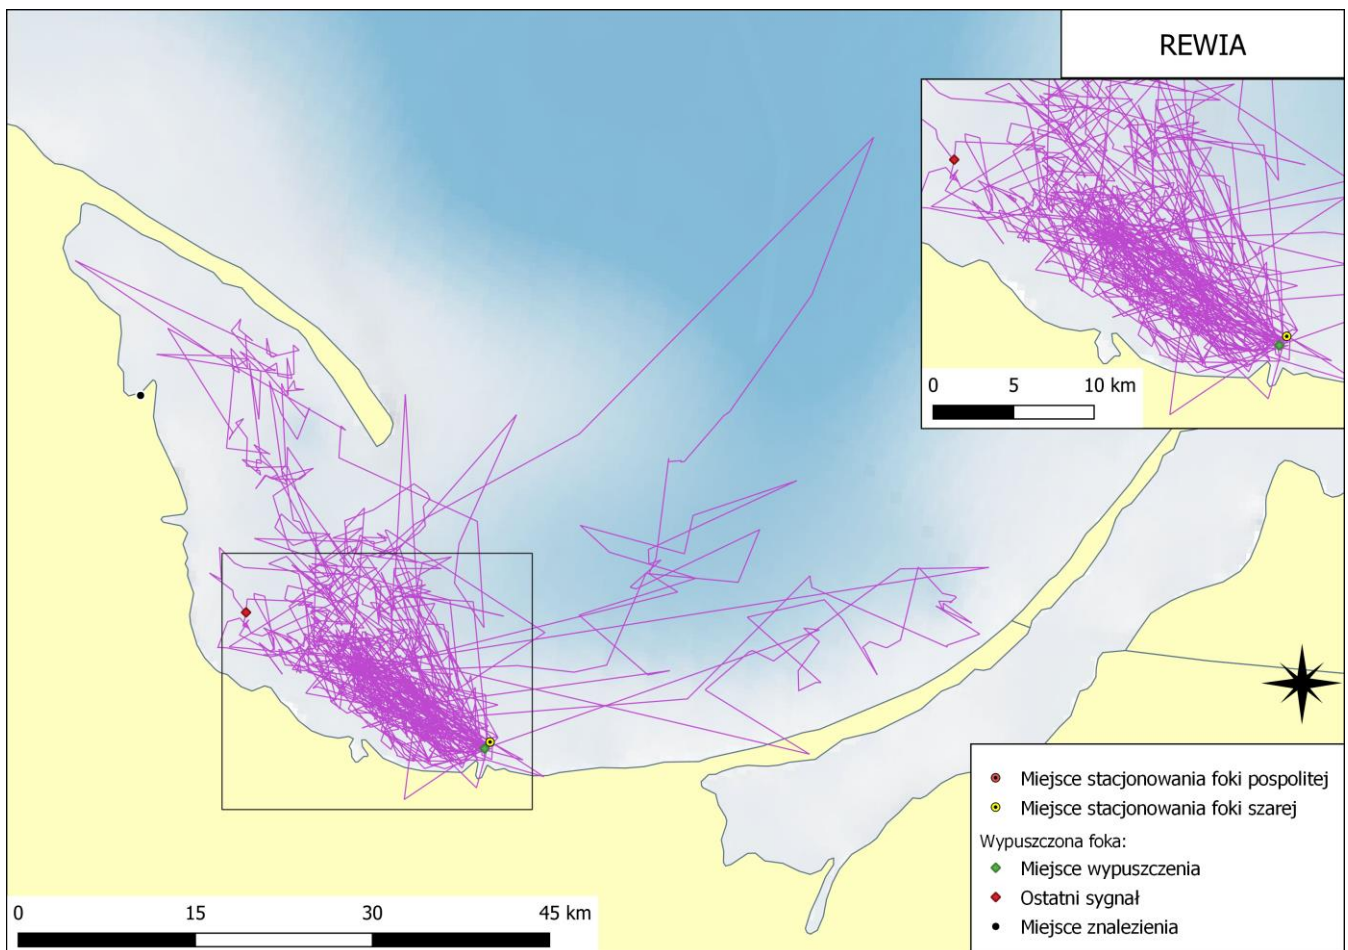 REWIA
0 5 10 km
Miejsce stacjonowania foki pospolitej
Miejsce stacjonowania foki szarej
Wypuszczona foka:
Miejsce wypuszczenia
Ostatni sygnał
Miejsce znalezienia
0 15 30 45 km